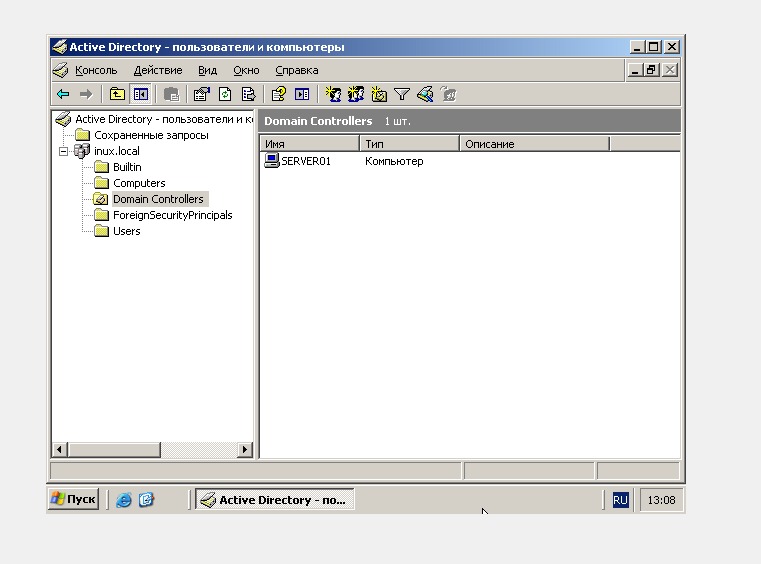 Active Directory - пользователи и компьютеры
Консоль Действие Вид Окно Справка
Active Directory - пользователи и к
Сохраненные запросы
inux.local
Builtin
Computers
Domain Controllers
ForeignSecurityPrincipals
Users
Domain Controllers 1 шт.
Имя Тип Описание
SERVER01 Компьютер
Пуск
Active Directory - по...
RU
13:08